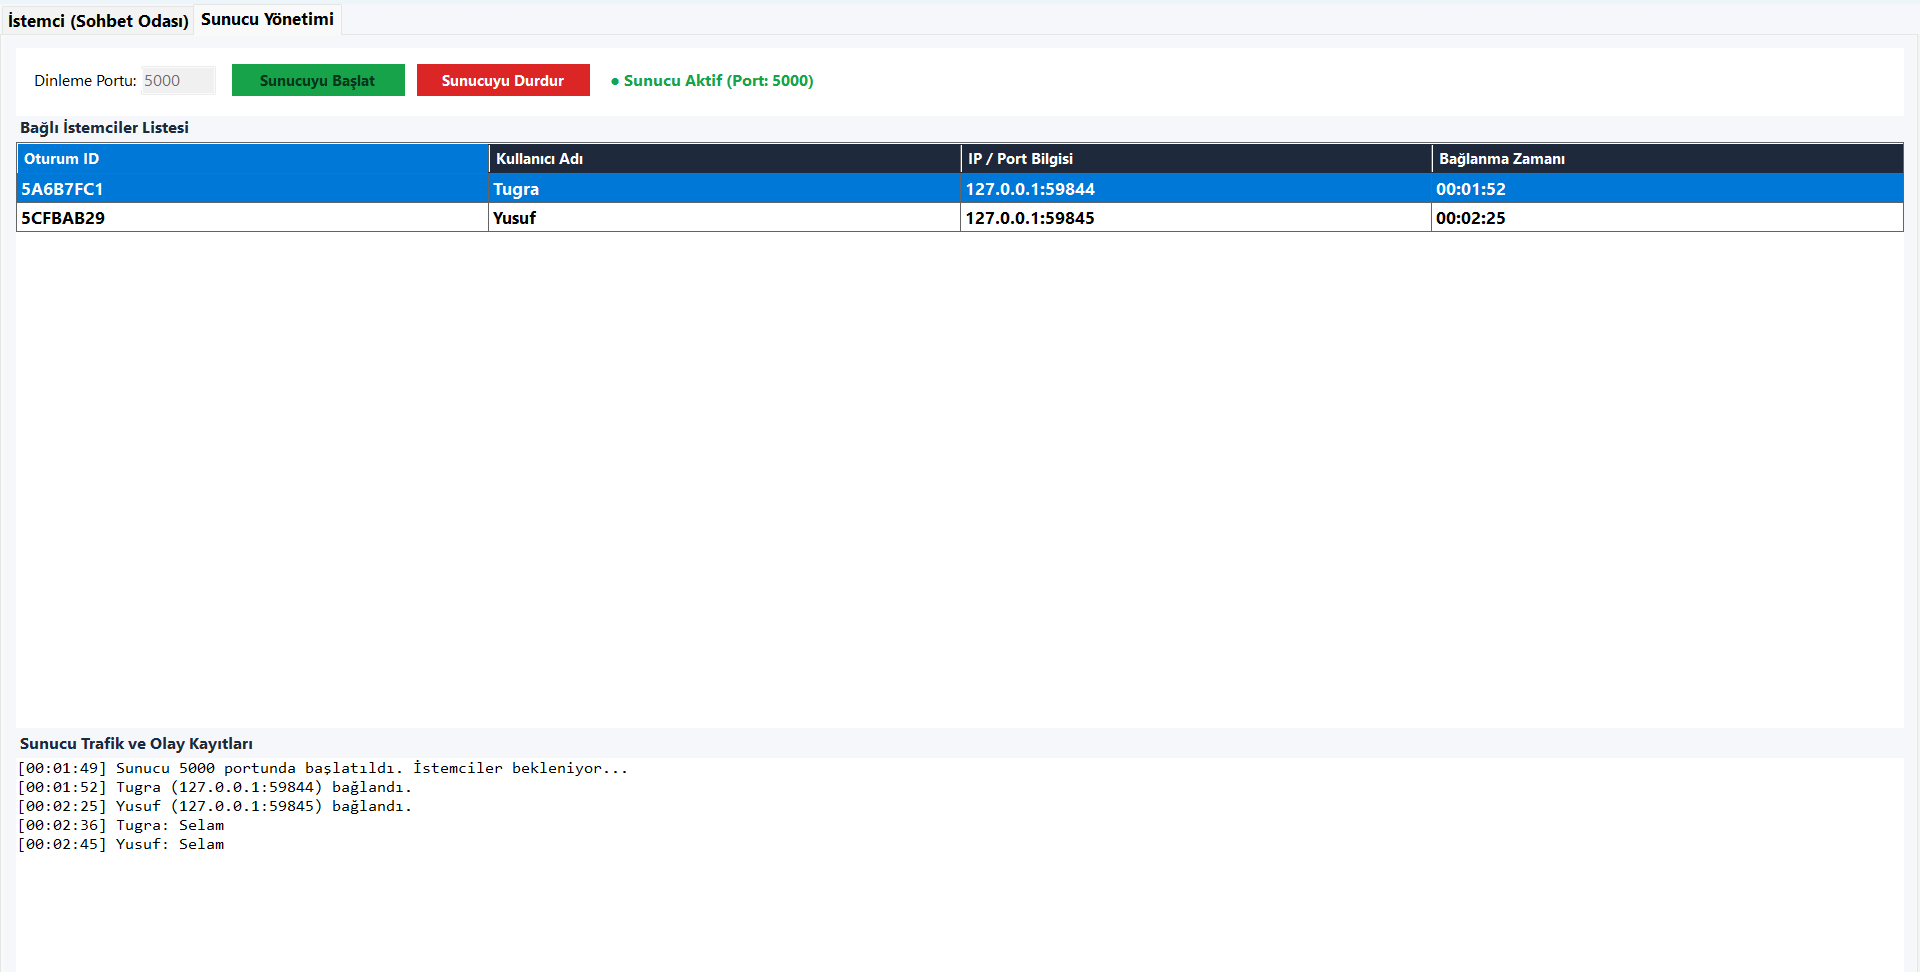 İstemci (Sohbet Odası) Sunucu Yönetimi
Dinleme Portu: 5000 Sunucuyu Başlat Sunucuyu Durdur ● Sunucu Aktif (Port: 5000)
Bağlı İstemciler Listesi
Oturum ID Kullanıcı Adı IP / Port Bilgisi Bağlanma Zamanı
5A6B7FC1 Tugra 127.0.0.1:59844 00:01:52
5CFBAB29 Yusuf 127.0.0.1:59845 00:02:25
Sunucu Trafik ve Olay Kayıtları
[00:01:49] Sunucu 5000 portunda başlatıldı. İstemciler bekleniyor...
[00:01:52] Tugra (127.0.0.1:59844) bağlandı.
[00:02:25] Yusuf (127.0.0.1:59845) bağlandı.
[00:02:36] Tugra: Selam
[00:02:45] Yusuf: Selam